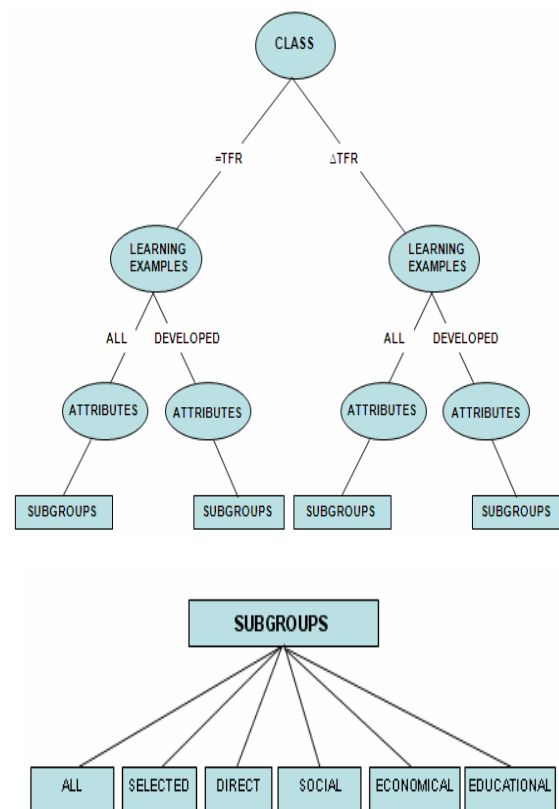 CLASS
=TFR
∆TFR
LEARNING
EXAMPLES
LEARNING
EXAMPLES
ALL
DEVELOPED
ALL
DEVELOPED
ATTRIBUTES
ATTRIBUTES
ATTRIBUTES
ATTRIBUTES
SUBGROUPS
SUBGROUPS
SUBGROUPS
SUBGROUPS
SUBGROUPS
ALL
SELECTED
DIRECT
SOCIAL
ECONOMICAL
EDUCATIONAL